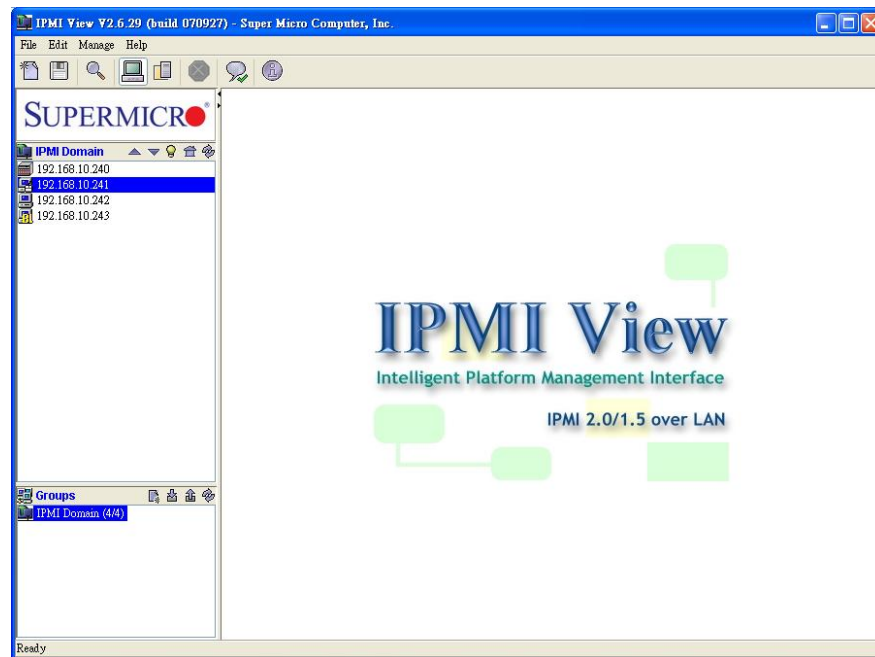 IPMI View V2.6.29 (build 070927) - Super Micro Computer, Inc.
File Edit Manage Help
SUPERMICRO®
IPMI Domain
192.168.10.240
192.168.10.241
192.168.10.242
192.168.10.243
IPMI View
Intelligent Platform Management Interface
IPMI 2.0/1.5 over LAN
Groups
IPMI Domain (4/4)
Ready